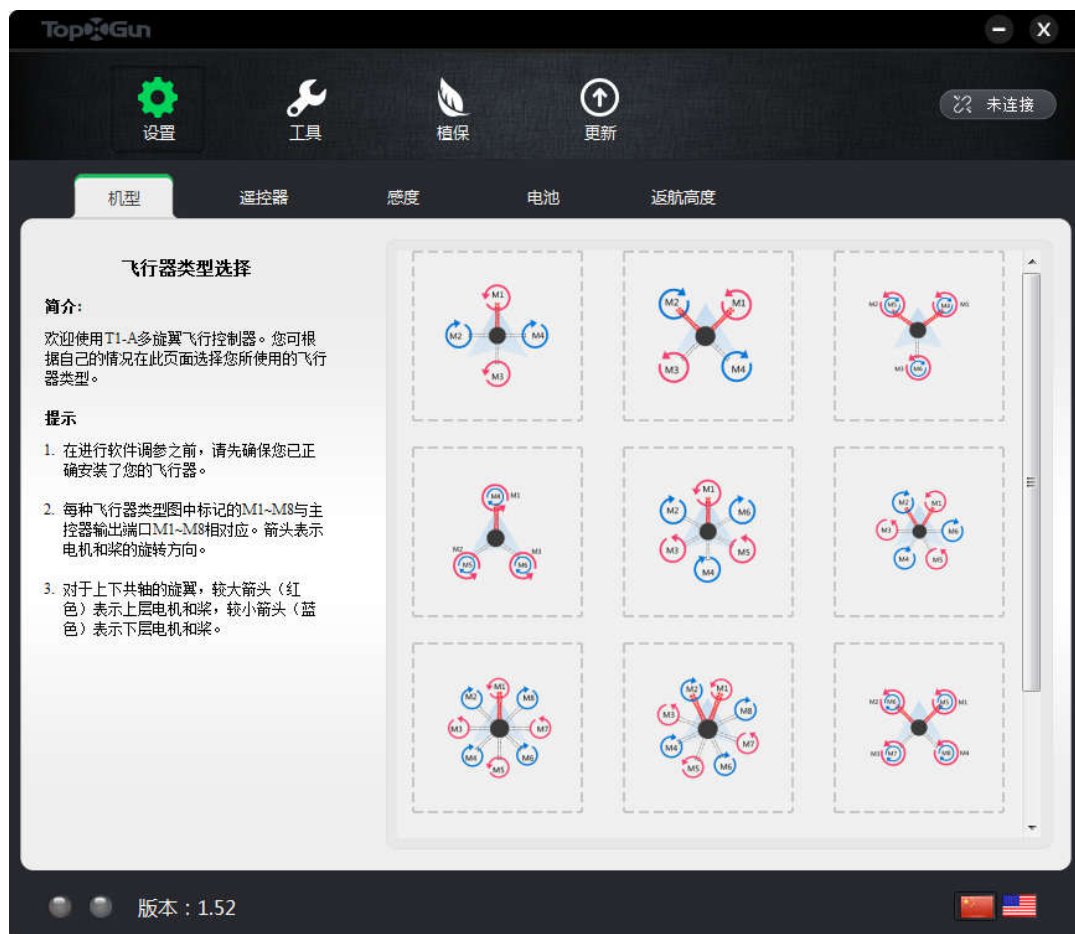 TopGun
设置
工具
植保
更新
未连接
机型
遥控器
感度
电池
返航高度
飞行器类型选择
简介:
欢迎使用T1-A多旋翼飞行控制器。您可根
据自己的情况在此页面选择您所使用的飞行
器类型。
提示
1. 在进行软件调参之前，请先确保您已正
确安装了您的飞行器。
2. 每种飞行器类型图中标记的M1~M8与主
控器输出端口M1~M8相对应。箭头表示
电机和桨的旋转方向。
3. 对于上下共轴的旋翼，较大箭头（红
色）表示上层电机和桨，较小箭头（蓝
色）表示下层电机和桨。
M1
M2 M4
M3
M2 M1
M3 M4
M2 M5 M4 M1
M3 M6
M4 M1
M2 M3
M5 M6
M1
M2 M6
M3 M5
M4
M2 M1
M3 M6
M4 M5
M1
M2 M8
M3 M7
M4 M6
M5
M2 M1
M3 M8
M4 M7
M5 M6
M2 M6 M5 M1
M3 M7 M8 M4
版本：1.52